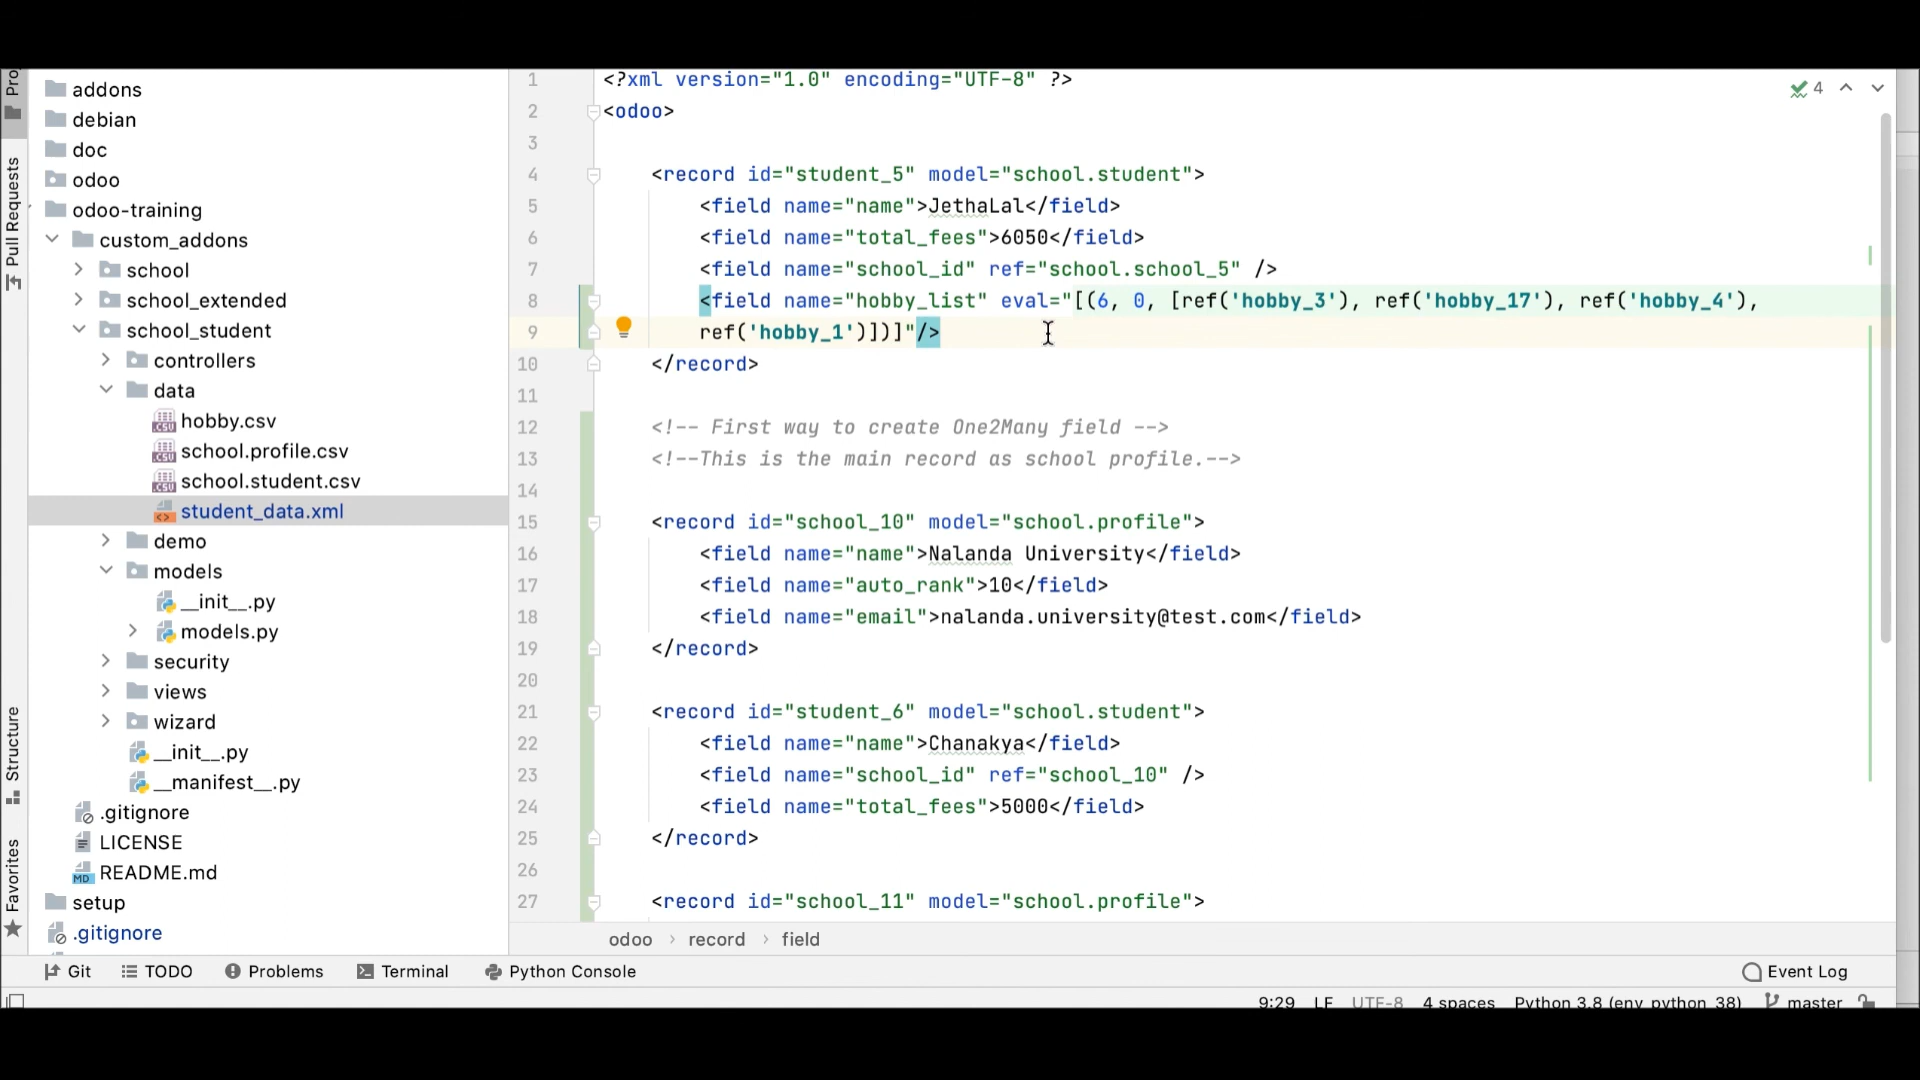 Pro
Pull Requests
Structure
Favorites
addons
debian
doc
odoo
odoo-training
custom_addons
school
school_extended
school_student
controllers
data
hobby.csv
school.profile.csv
school.student.csv
student_data.xml
demo
models
__init__.py
models.py
security
views
wizard
__init__.py
__manifest__.py
.gitignore
LICENSE
README.md
setup
.gitignore
4
1 <?xml version="1.0" encoding="UTF-8" ?>
2 <odoo>
3
4 <record id="student_5" model="school.student">
5 <field name="name">JethaLal</field>
6 <field name="total_fees">6050</field>
7 <field name="school_id" ref="school.school_5" />
8 <field name="hobby_list" eval="[(6, 0, [ref('hobby_3'), ref('hobby_17'), ref('hobby_4'),
9 ref('hobby_1')])]"/>
10 </record>
11
12 <!-- First way to create One2Many field -->
13 <!--This is the main record as school profile.-->
14
15 <record id="school_10" model="school.profile">
16 <field name="name">Nalanda University</field>
17 <field name="auto_rank">10</field>
18 <field name="email">nalanda.university@test.com</field>
19 </record>
20
21 <record id="student_6" model="school.student">
22 <field name="name">Chanakya</field>
23 <field name="school_id" ref="school_10" />
24 <field name="total_fees">5000</field>
25 </record>
26
27 <record id="school_11" model="school.profile">
odoo › record › field
Git TODO Problems Terminal Python Console Event Log
9:29 LF UTF-8 4 spaces Python 3.8 (env_python_38) master